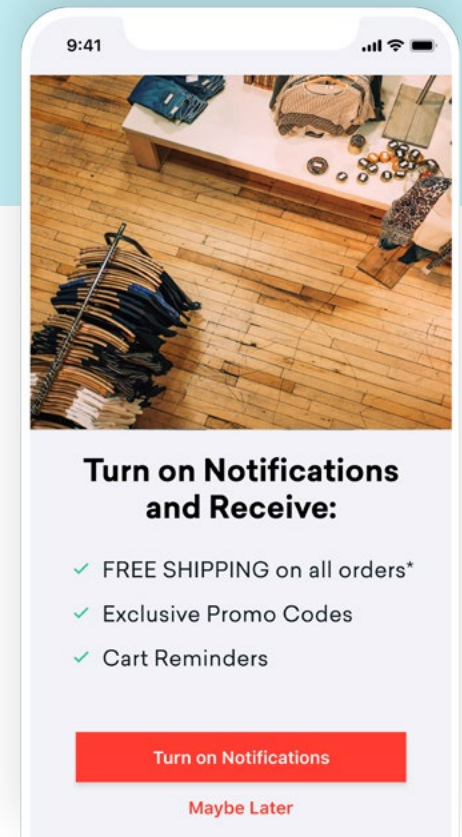 9:41
Turn on Notifications
and Receive:
FREE SHIPPING on all orders*
Exclusive Promo Codes
Cart Reminders
Turn on Notifications
Maybe Later